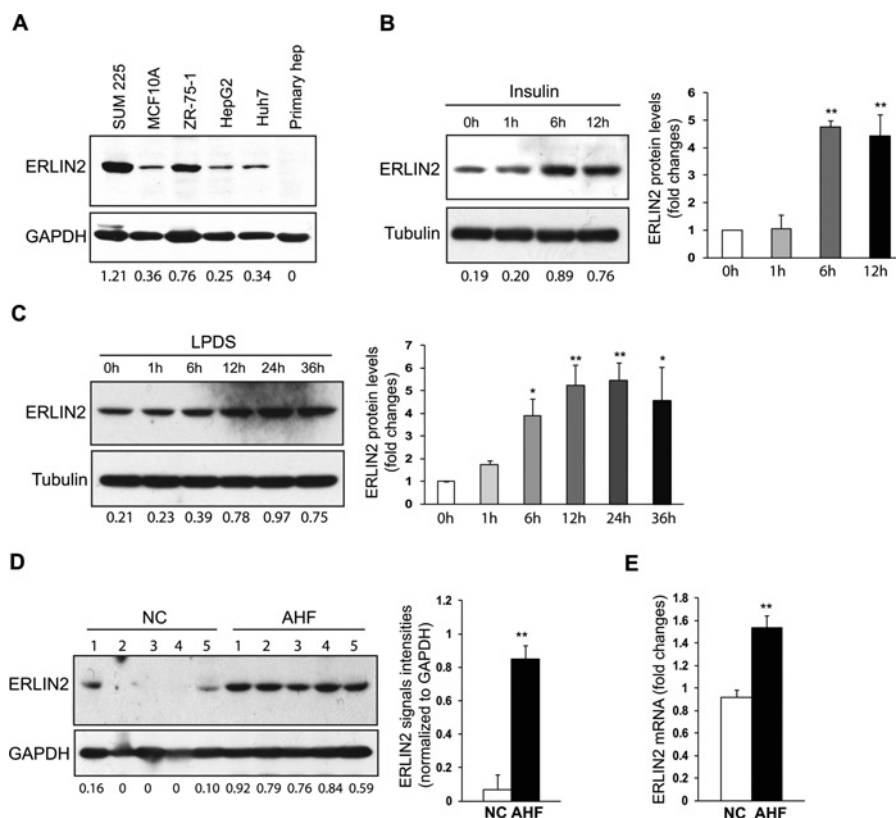 A
SUM 225
MCF10A
ZR-75-1
HepG2
Huh7
Primary hep
ERLIN2
GAPDH
1.21 0.36 0.76 0.25 0.34 0
B
Insulin
0h 1h 6h 12h
ERLIN2
Tubulin
0.19 0.20 0.89 0.76
ERLIN2 protein levels
(fold changes)
6
5
4
3
2
1
0
** **
0h 1h 6h 12h
C
LPDS
0h 1h 6h 12h 24h 36h
ERLIN2
Tubulin
0.21 0.23 0.39 0.78 0.97 0.75
ERLIN2 protein levels
(fold changes)
7
6
5
4
3
2
1
0
* ** ** *
0h 1h 6h 12h 24h 36h
D
NC AHF
1 2 3 4 5 1 2 3 4 5
ERLIN2
GAPDH
0.16 0 0 0 0.10 0.92 0.79 0.76 0.84 0.59
ERLIN2 signals intensities
(normalized to GAPDH)
1.2
1
0.8
0.6
0.4
0.2
0
**
NC AHF
E
ERLIN2 mRNA (fold changes)
1.8
1.6
1.4
1.2
1
0.8
0.6
0.4
0.2
0
**
NC AHF